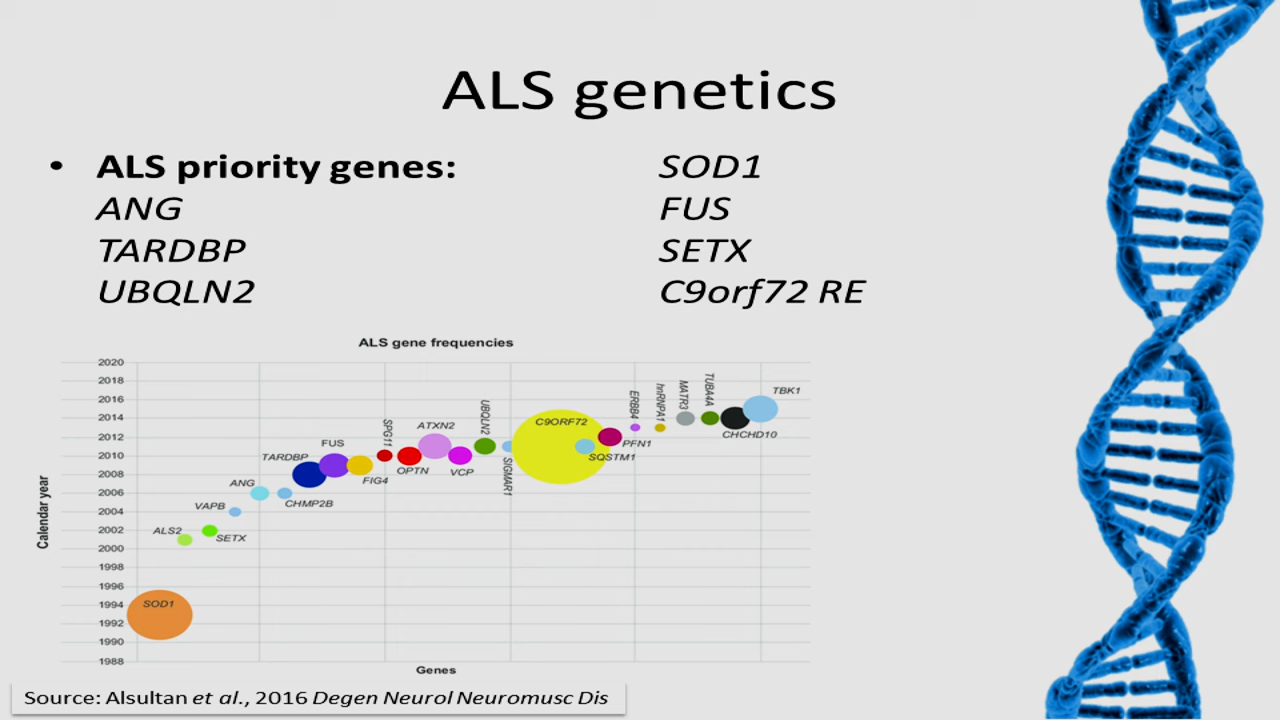 ALS genetics
• ALS priority genes:
ANG
TARDBP
UBQLN2
SOD1
FUS
SETX
C9orf72 RE
ALS gene frequencies
Calendar year
2020
2018
2016
2014
2012
2010
2008
2006
2004
2002
2000
1998
1996
1994
1992
1990
1988
SOD1
ALS2
SETX
VAPB
ANG
CHMP2B
TARDBP
FUS
FIG4
SPG11
OPTN
ATXN2
VCP
UBQLN2
SIGMAR1
C9ORF72
SQSTM1
PFN1
ERBB4
hnRNPA1
MATR3
TUBA4A
CHCHD10
TBK1
Genes
Source: Alsultan et al., 2016 Degen Neurol Neuromusc Dis